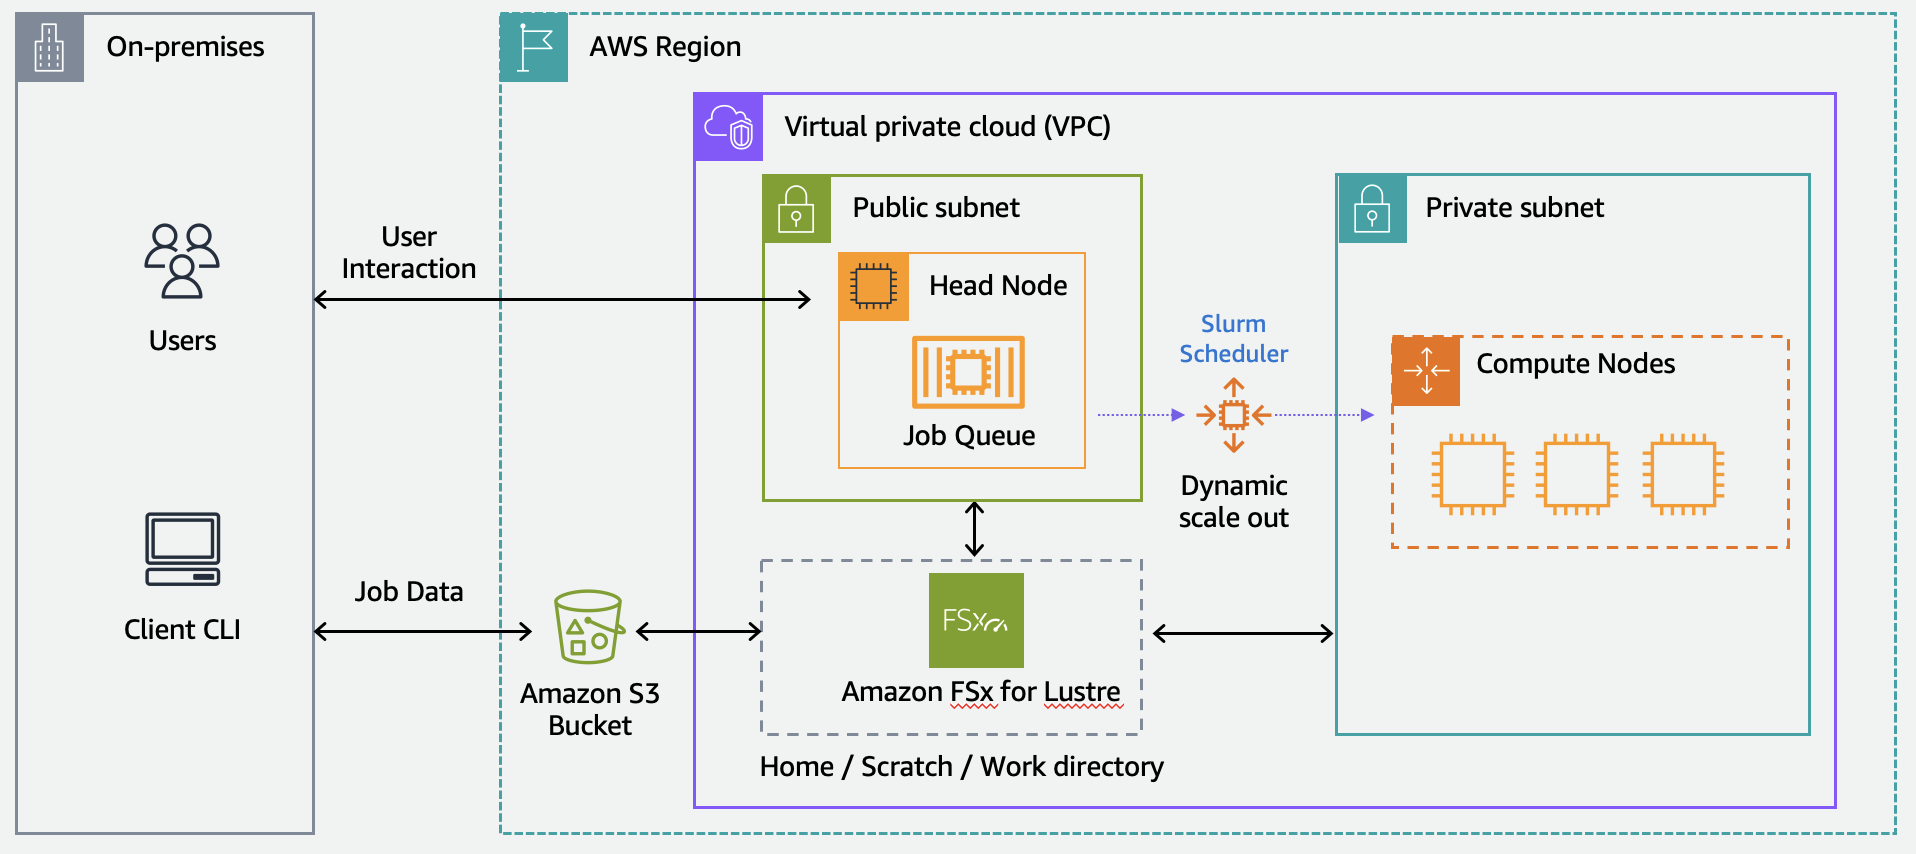 On-premises
AWS Region
Virtual private cloud (VPC)
Public subnet
Private subnet
User
Interaction
Head Node
Users
Slurm
Scheduler
Compute Nodes
Job Queue
Dynamic
scale out
Client CLI
Job Data
FSx
Amazon S3
Bucket
Amazon FSx for Lustre
Home / Scratch / Work directory